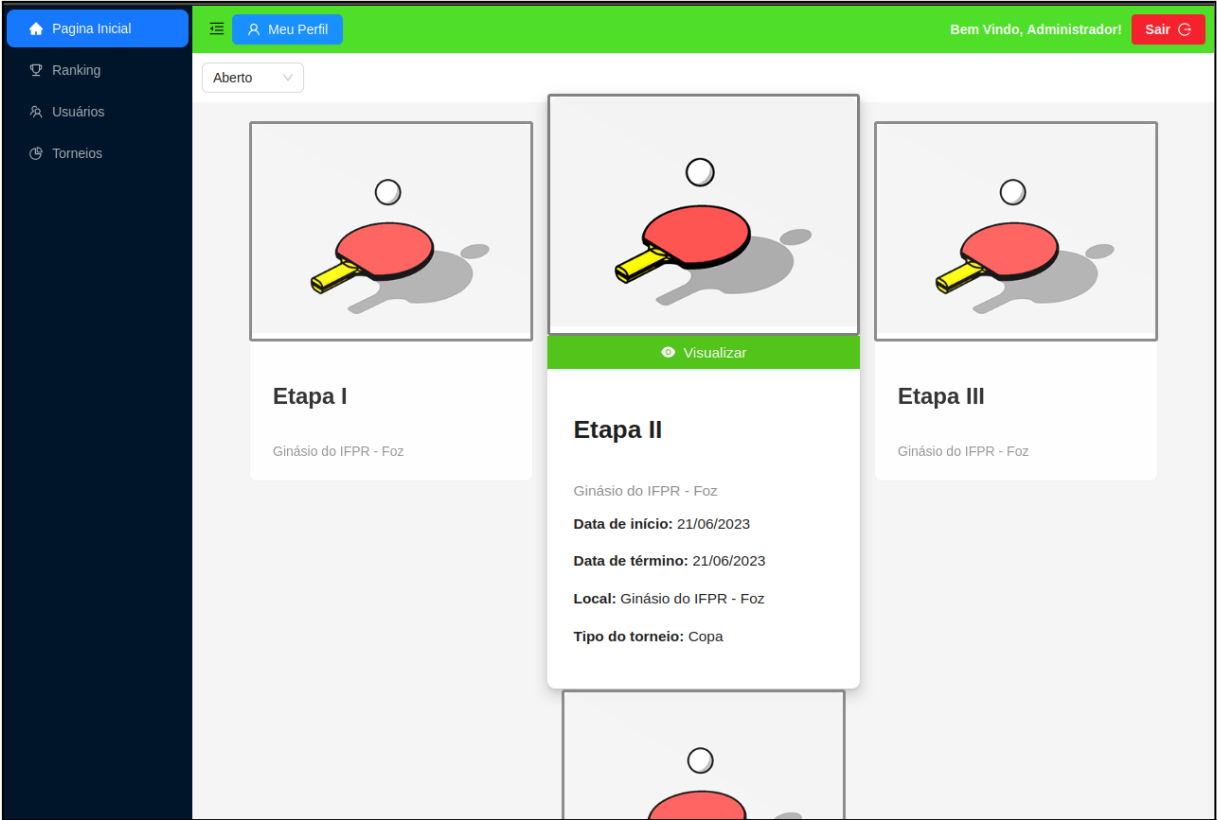 Pagina Inicial
Meu Perfil
Bem Vindo, Administrador!
Sair
Ranking
Usuários
Torneios
Aberto
Etapa I
Ginásio do IFPR - Foz
Visualizar
Etapa II
Ginásio do IFPR - Foz
Data de início: 21/06/2023
Data de término: 21/06/2023
Local: Ginásio do IFPR - Foz
Tipo do torneio: Copa
Etapa III
Ginásio do IFPR - Foz